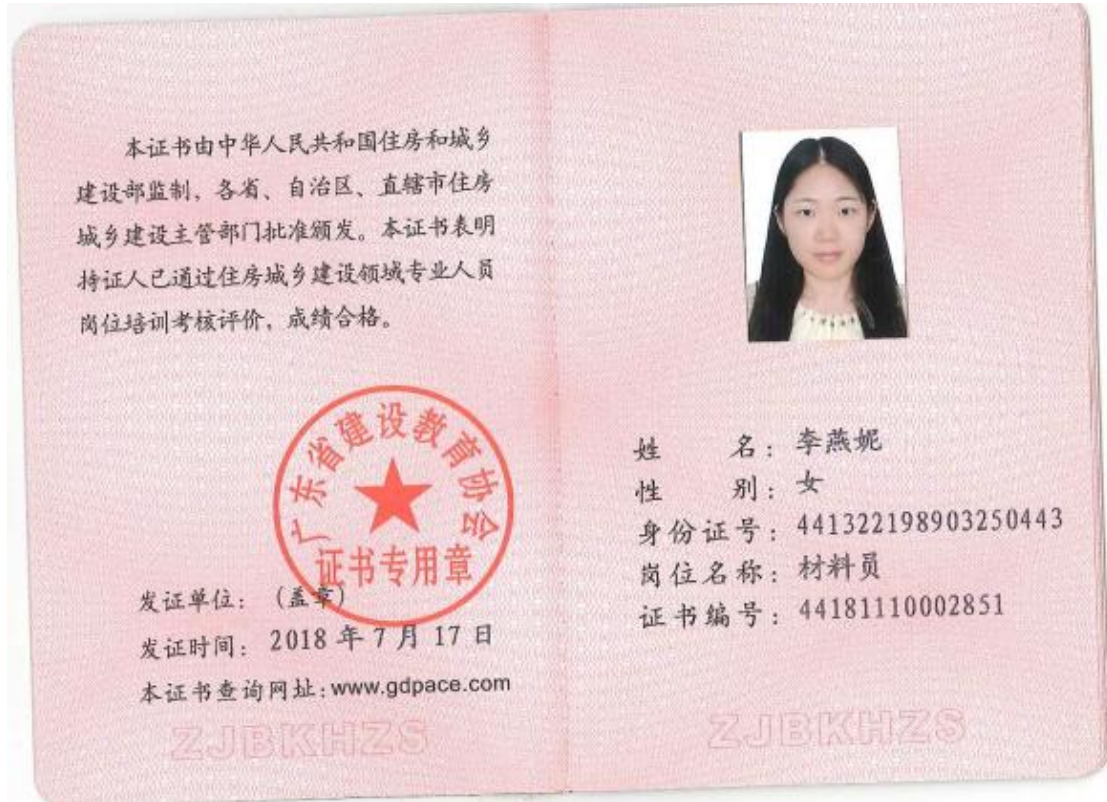 本证书由中华人民共和国住房和城乡
建设部监制，各省、自治区、直辖市住房
城乡建设主管部门批准颁发。本证书表明
持证人已通过住房城乡建设领域专业人员
岗位培训考核评价，成绩合格。
广东省建设教育协会
证书专用章
发证单位：（盖章）
发证时间：2018 年 7 月 17 日
本证书查询网址:www.gdpace.com
ZJBKHZS
姓 名：李燕妮
性 别：女
身份证号：441322198903250443
岗位名称：材料员
证书编号：44181110002851
ZJBKHZS